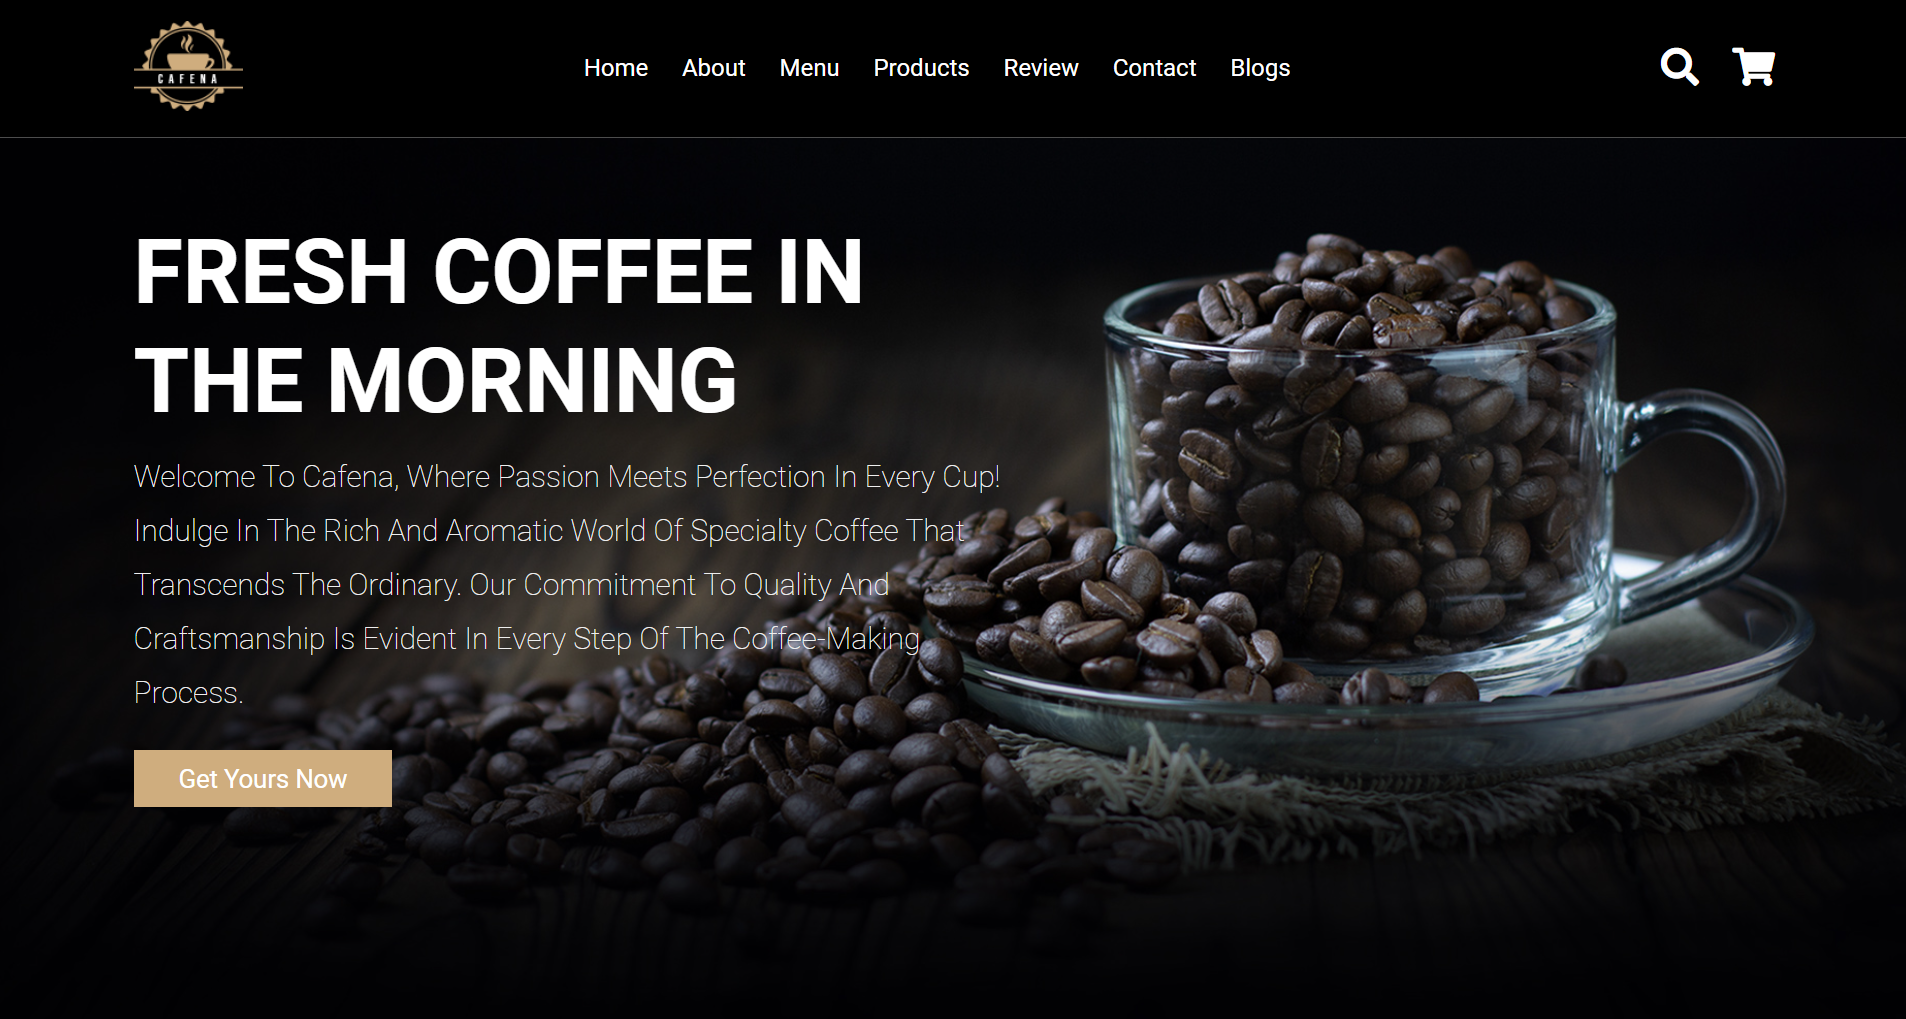 CAFENA
Home About Menu Products Review Contact Blogs
FRESH COFFEE IN
THE MORNING
Welcome To Cafena, Where Passion Meets Perfection In Every Cup!
Indulge In The Rich And Aromatic World Of Specialty Coffee That
Transcends The Ordinary. Our Commitment To Quality And
Craftsmanship Is Evident In Every Step Of The Coffee-Making
Process.
Get Yours Now